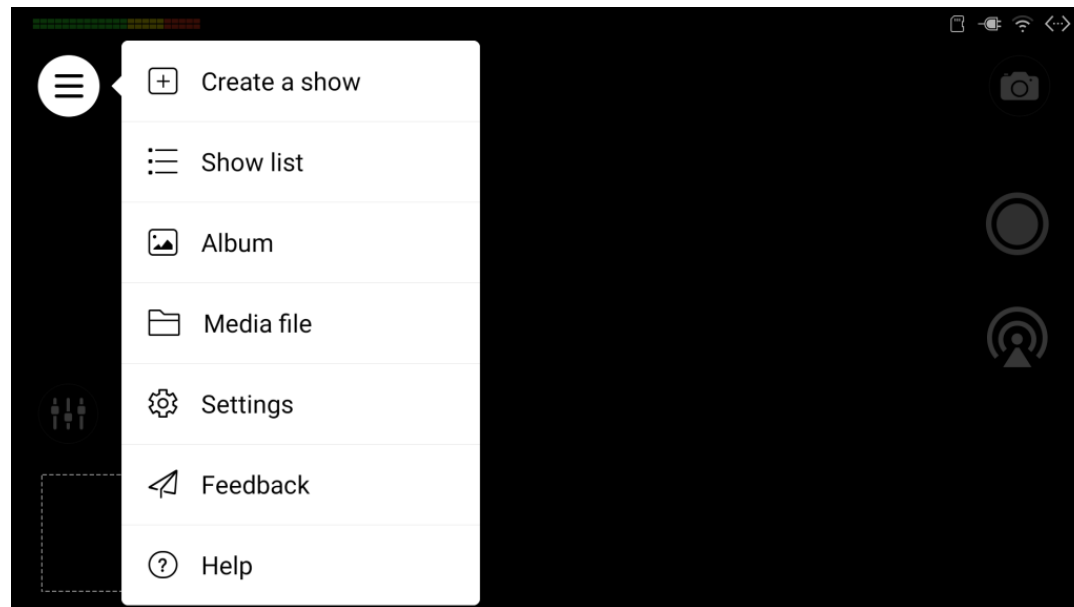 Create a show
Show list
Album
Media file
Settings
Feedback
Help